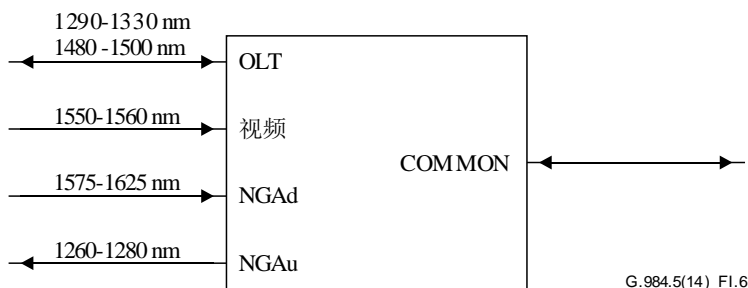 1290-1330 nm
1480 -1500 nm
OLT
1550-1560 nm
视频
COMMON
1575-1625 nm
NGAd
1260-1280 nm
NGAu
G.984.5(14)_FI.6